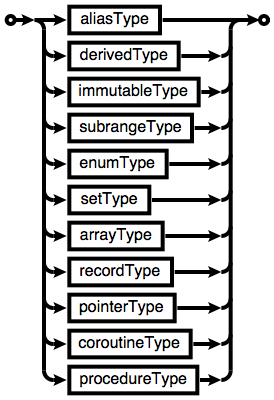 aliasType
derivedType
immutableType
subrangeType
enumType
setType
arrayType
recordType
pointerType
coroutineType
procedureType